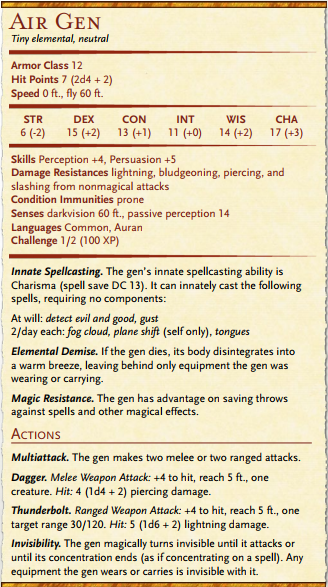 AIR GEN
Tiny elemental, neutral
Armor Class 12
Hit Points 7 (2d4 + 2)
Speed 0 ft., fly 60 ft.
STR DEX CON INT WIS CHA
6 (-2) 15 (+2) 13 (+1) 11 (+0) 14 (+2) 17 (+3)
Skills Perception +4, Persuasion +5
Damage Resistances lightning, bludgeoning, piercing, and
slashing from nonmagical attacks
Condition Immunities prone
Senses darkvision 60 ft., passive perception 14
Languages Common, Auran
Challenge 1/2 (100 XP)
Innate Spellcasting. The gen's innate spellcasting ability is
Charisma (spell save DC 13). It can innately cast the following
spells, requiring no components:
At will: detect evil and good, gust
2/day each: fog cloud, plane shift (self only), tongues
Elemental Demise. If the gen dies, its body disintegrates into
a warm breeze, leaving behind only equipment the gen was
wearing or carrying.
Magic Resistance. The gen has advantage on saving throws
against spells and other magical effects.
ACTIONS
Multiattack. The gen makes two melee or two ranged attacks.
Dagger. Melee Weapon Attack: +4 to hit, reach 5 ft., one
creature. Hit: 4 (1d4 + 2) piercing damage.
Thunderbolt. Ranged Weapon Attack: +4 to hit, reach 5 ft., one
target range 30/120. Hit: 5 (1d6 + 2) lightning damage.
Invisibility. The gen magically turns invisible until it attacks or
until its concentration ends (as if concentrating on a spell). Any
equipment the gen wears or carries is invisible with it.